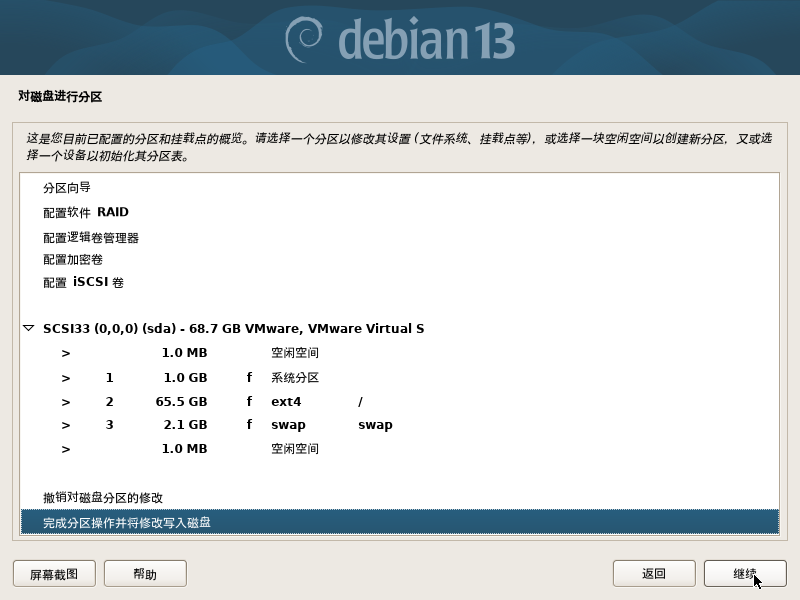 debian 13
对磁盘进行分区
这是您目前已配置的分区和挂载点的概览。请选择一个分区以修改其设置 (文件系统、挂载点等)，或选择一块空闲空间以创建新分区，又或选
择一个设备以初始化其分区表。
分区向导
配置软件 RAID
配置逻辑卷管理器
配置加密卷
配置 iSCSI 卷
SCSI33 (0,0,0) (sda) - 68.7 GB VMware, VMware Virtual S
> 1.0 MB 空闲空间
> 1 1.0 GB f 系统分区
> 2 65.5 GB f ext4 /
> 3 2.1 GB f swap swap
> 1.0 MB 空闲空间
撤销对磁盘分区的修改
完成分区操作并将修改写入磁盘
屏幕截图 帮助 返回 继续